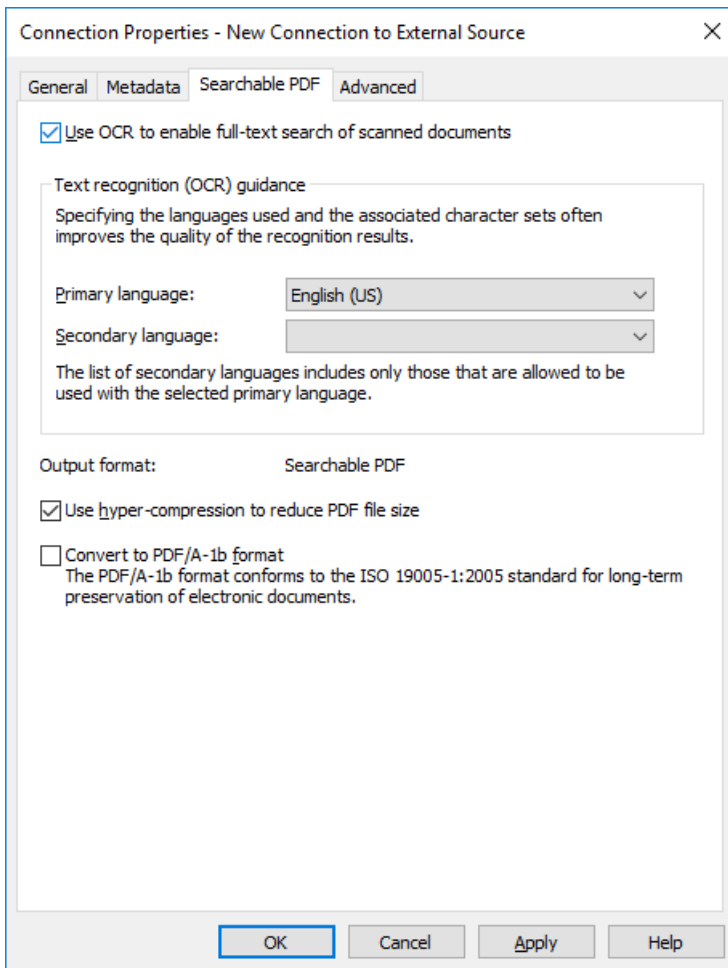 Connection Properties - New Connection to External Source
General Metadata Searchable PDF Advanced
Use OCR to enable full-text search of scanned documents
Text recognition (OCR) guidance
Specifying the languages used and the associated character sets often
improves the quality of the recognition results.
Primary language: English (US)
Secondary language:
The list of secondary languages includes only those that are allowed to be
used with the selected primary language.
Output format: Searchable PDF
Use hyper-compression to reduce PDF file size
Convert to PDF/A-1b format
The PDF/A-1b format conforms to the ISO 19005-1:2005 standard for long-term
preservation of electronic documents.
OK Cancel Apply Help